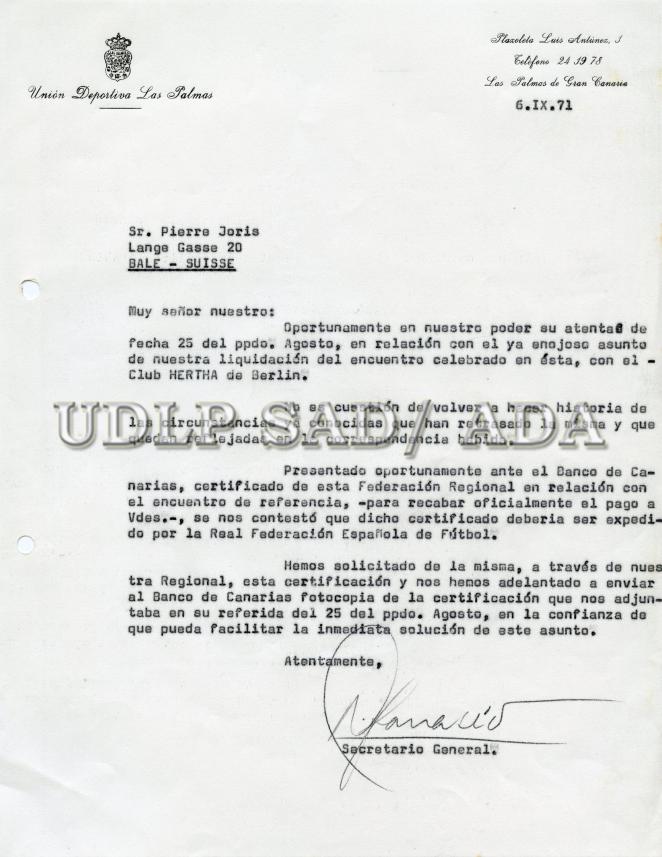 Unión Deportiva Las Palmas
Plazoleta Luis Antúnez, 1
Teléfono 24 19 78
Las Palmas de Gran Canaria
6.IX.71
Sr. Pierre Joris
Lange Gasse 20
BALE - SUISSE
Muy señor nuestro:
Oportunamente en nuestro poder su atenta de
fecha 25 del ppdo. Agosto, en relación con el ya enojoso asunto
de nuestra liquidación del encuentro celebrado en ésta, con el -
Club HERTHA de Berlin.
No es cuestión de volver a hacer historia de
las circunstancias ya conocidas que han retrasado la misma y que
quedan reflejadas en la correspondencia habida.
UDLP SAD/ ADA
Presentado oportunamente ante el Banco de Ca-
narias, certificado de esta Federación Regional en relación con
el encuentro de referencia, -para recabar oficialmente el pago a
Vdes.-, se nos contestó que dicho certificado deberia ser expedi-
do por la Real Federación Española de Fútbol.
Hemos solicitado de la misma, a través de nues
tra Regional, esta certificación y nos hemos adelantado a enviar
al Banco de Canarias fotocopia de la certificación que nos adjun-
taba en su referida del 25 del ppdo. Agosto, en la confianza de
que pueda facilitar la inmediata solución de este asunto.
Atentamente,
Secretario General.